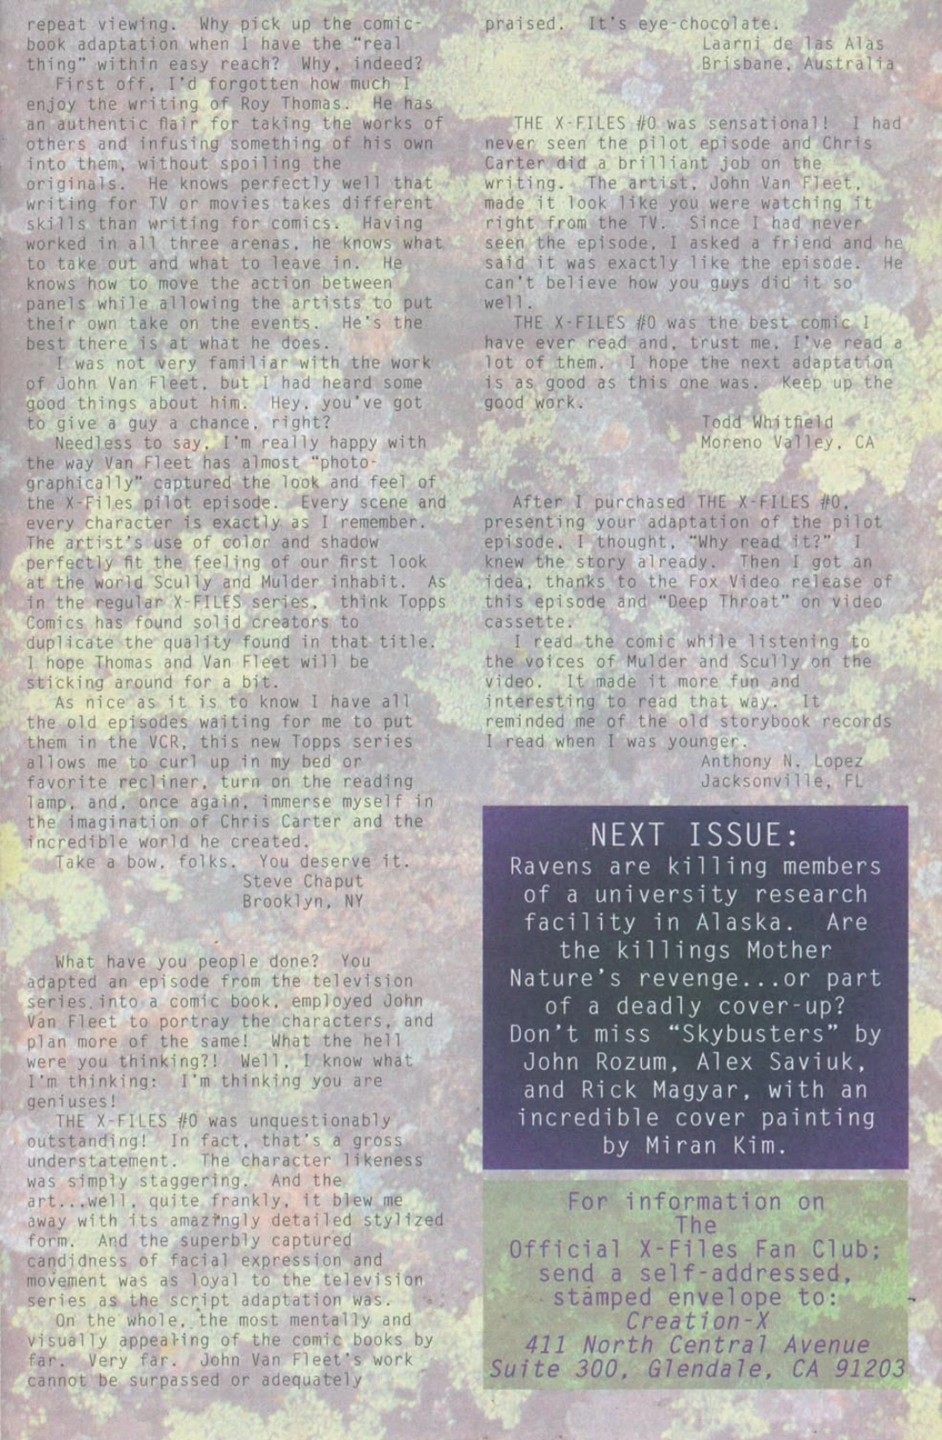 repeat viewing. Why pick up the comic-
book adaptation when I have the “real
thing” within easy reach? Why, indeed?
First off, I'd forgotten how much I
enjoy the writing of Roy Thomas. He has
an authentic flair for taking the works of
others and infusing something of his own
into them, without spoiling the
originals. He knows perfectly well that
writing for TV or movies takes different
skills than writing for comics. Having
worked in all three arenas, he knows what
to take out and what to leave in. He
knows how to move the action between
panels while allowing the artists to put
their own take on the events. He's the
best there is at what he does.
I was not very familiar with the work
of John Van Fleet, but I had heard some
good things about him. Hey, you've got
to give a guy a chance, right?
Needless to say, I'm really happy with
the way Van Fleet has almost “photo-
graphically” captured the look and feel of
the X-Files pilot episode. Every scene and
every character is exactly as I remember.
The artist's use of color and shadow
perfectly fit the feeling of our first look
at the world Scully and Mulder inhabit. As
in the regular X-FILES series, think Topps
Comics has found solid creators to
duplicate the quality found in that title.
I hope Thomas and Van Fleet will be
sticking around for a bit.
As nice as it is to know I have all
the old episodes waiting for me to put
them in the VCR, this new Topps series
allows me to curl up in my bed or
favorite recliner, turn on the reading
lamp, and, once again, immerse myself in
the imagination of Chris Carter and the
incredible world he created.
Take a bow, folks. You deserve it.
Steve Chaput
Brooklyn, NY
What have you people done? You
adapted an episode from the television
series into a comic book, employed John
Van Fleet to portray the characters, and
plan more of the same! What the hell
were you thinking?! Well, I know what
I'm thinking: I'm thinking you are
geniuses!
THE X-FILES #0 was unquestionably
outstanding! In fact, that's a gross
understatement. The character likeness
was simply staggering. And the
art...well, quite frankly, it blew me
away with its amazingly detailed stylized
form. And the superbly captured
candidness of facial expression and
movement was as loyal to the television
series as the script adaptation was.
On the whole, the most mentally and
visually appealing of the comic books by
far. Very far. John Van Fleet's work
cannot be surpassed or adequately
praised. It's eye-chocolate.
Laarni de las Alas
Brisbane, Australia
THE X-FILES #0 was sensational! I had
never seen the pilot episode and Chris
Carter did a brilliant job on the
writing. The artist, John Van Fleet,
made it look like you were watching it
right from the TV. Since I had never
seen the episode, I asked a friend and he
said it was exactly like the episode. He
can't believe how you guys did it so
well.
THE X-FILES #0 was the best comic I
have ever read and, trust me, I've read a
lot of them. I hope the next adaptation
is as good as this one was. Keep up the
good work.
Todd Whitfield
Moreno Valley, CA
After I purchased THE X-FILES #0,
presenting your adaptation of the pilot
episode, I thought, “Why read it?” I
knew the story already. Then I got an
idea, thanks to the Fox Video release of
this episode and “Deep Throat” on video
cassette.
I read the comic while listening to
the voices of Mulder and Scully on the
video. It made it more fun and
interesting to read that way. It
reminded me of the old storybook records
I read when I was younger.
Anthony N. Lopez
Jacksonville, FL
NEXT ISSUE:
Ravens are killing members
of a university research
facility in Alaska. Are
the killings Mother
Nature's revenge...or part
of a deadly cover-up?
Don't miss “Skybusters” by
John Rozum, Alex Saviuk,
and Rick Magyar, with an
incredible cover painting
by Miran Kim.
For information on
The
Official X-Files Fan Club;
send a self-addressed,
stamped envelope to:
Creation-X
411 North Central Avenue
Suite 300, Glendale, CA 91203